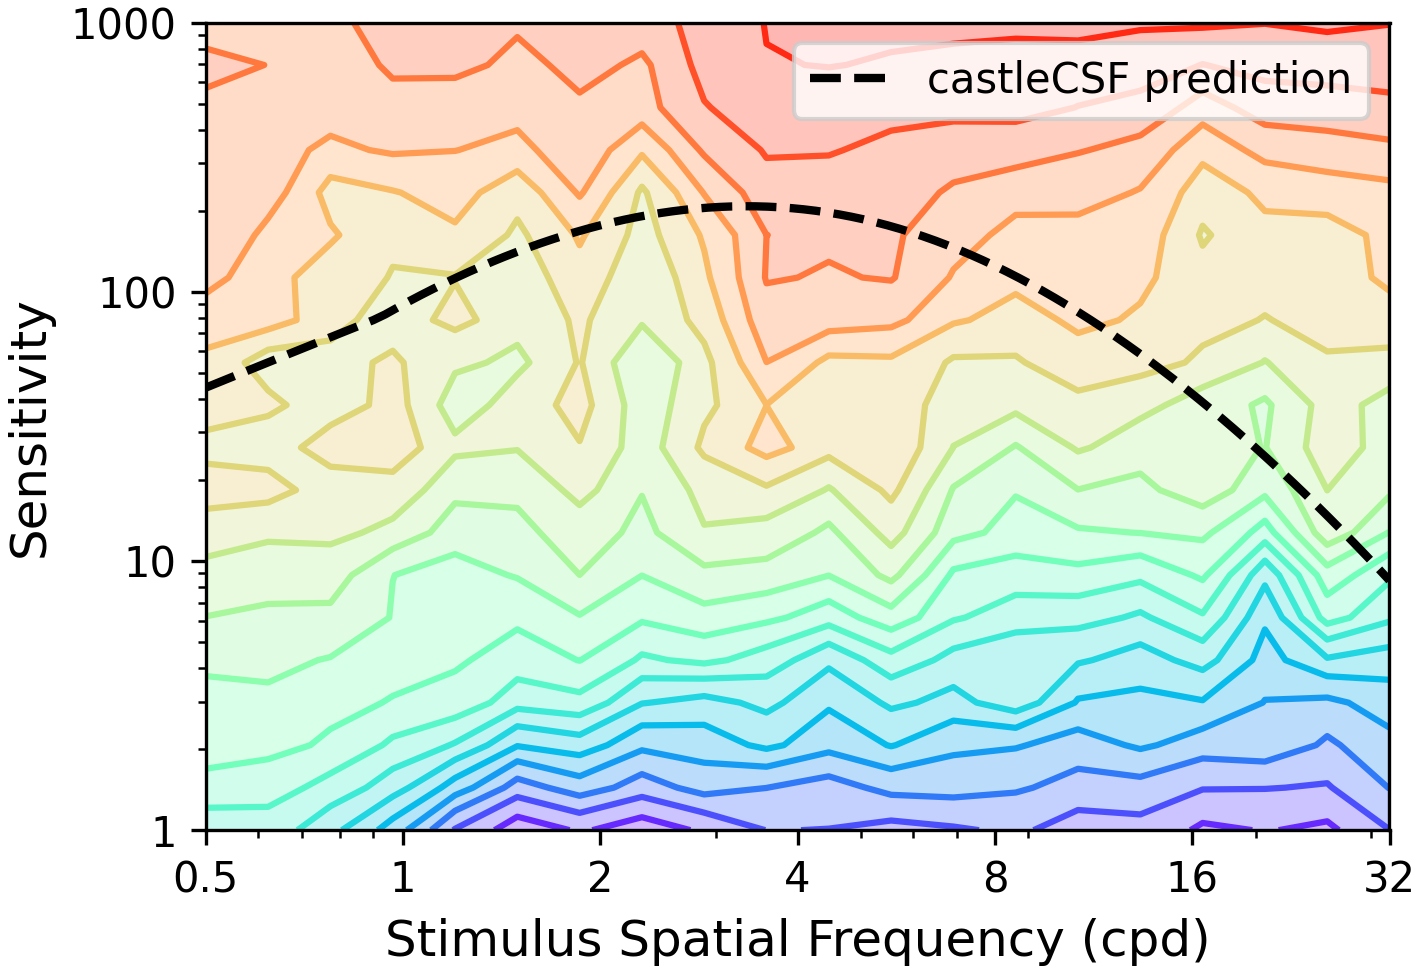 1000
100
10
1
Sensitivity
castleCSF prediction
0.5 1 2 4 8 16 32
Stimulus Spatial Frequency (cpd)